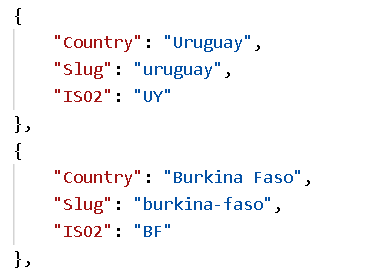 {
    "Country": "Uruguay",
    "Slug": "uruguay",
    "ISO2": "UY"
},
{
    "Country": "Burkina Faso",
    "Slug": "burkina-faso",
    "ISO2": "BF"
},